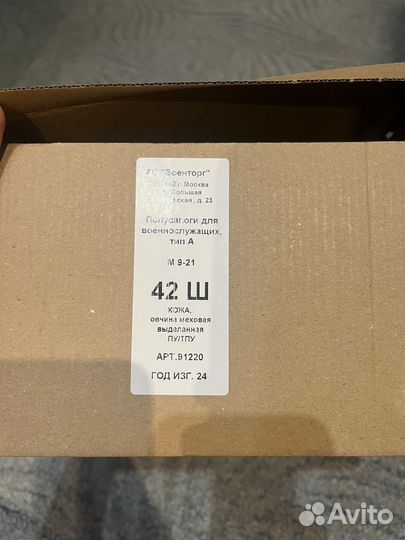 АО "Военторг"
г. Москва
Большая
, д. 23
Полусапоги для
военнослужащих,
тип А
М 9-21
42 Ш
КОЖА,
овчина меховая
выделанная
ПУ/ТПУ
АРТ.91220
ГОД ИЗГ. 24
Avito